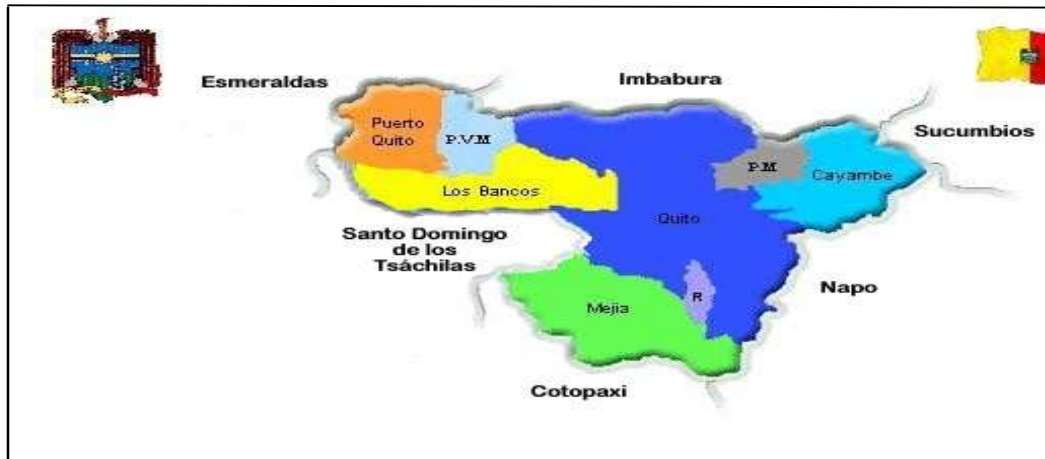 Esmeraldas
Imbabura
Sucumbios
Puerto
Quito
P.V.M
P.M
Cayambe
Los Bancos
Quito
Santo Domingo
de los
Tsáchilas
Napo
R
Mejia
Cotopaxi